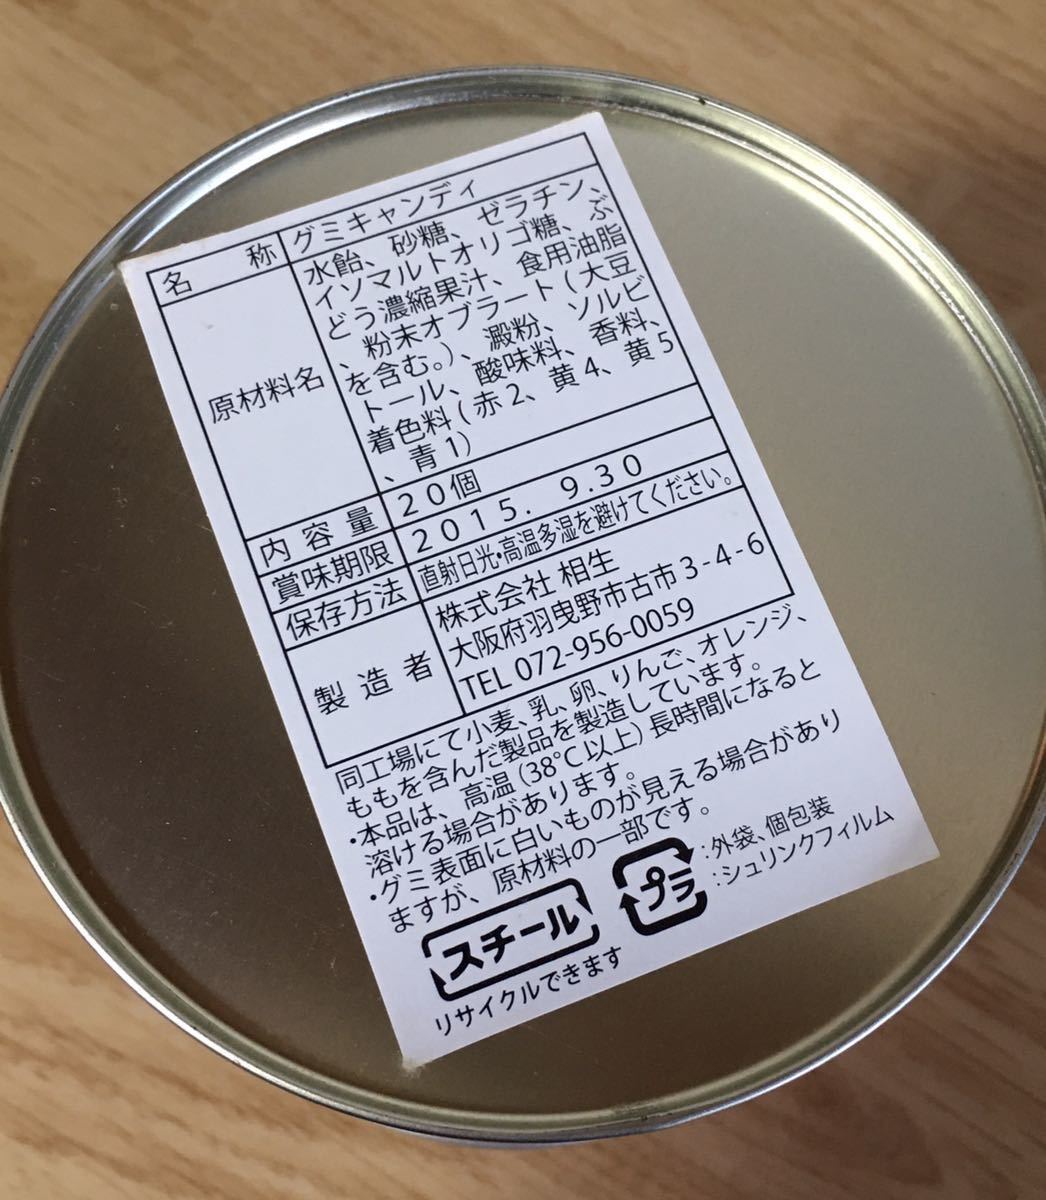 名 称 グミキャンディ
原材料名
水飴、砂糖、ゼラチン、
イソマルトオリゴ糖、ぶ
どう濃縮果汁、食用油脂
、粉末オブラート(大豆
を含む。)、澱粉、ソルビ
トール、酸味料、香料、
着色料(赤2、黄4、黄5
、青1)
内容量 20個
賞味期限 2015. 9.30
保存方法 直射日光・高温多湿を避けてください。
製造者
株式会社 相生
大阪府羽曳野市古市3-4-6
TEL 072-956-0059
同工場にて小麦、乳、卵、りんご、オレンジ、
ももを含んだ製品を製造しています。
・本品は、高温(38℃以上)長時間になると
溶ける場合があります。
・グミ表面に白いものが見える場合があり
ますが、原材料の一部です。
スチール
リサイクルできます
プラ
:外袋、個包装
:シュリンクフィルム